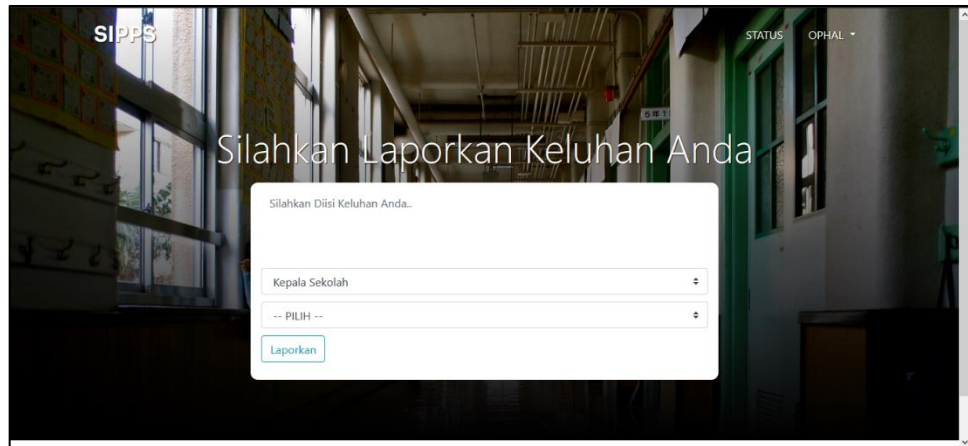 SIPPS
STATUS OPHAL
Silahkan Laporkan Keluhan Anda
Silahkan Diisi Keluhan Anda..
Kepala Sekolah
-- PILIH --
Laporkan